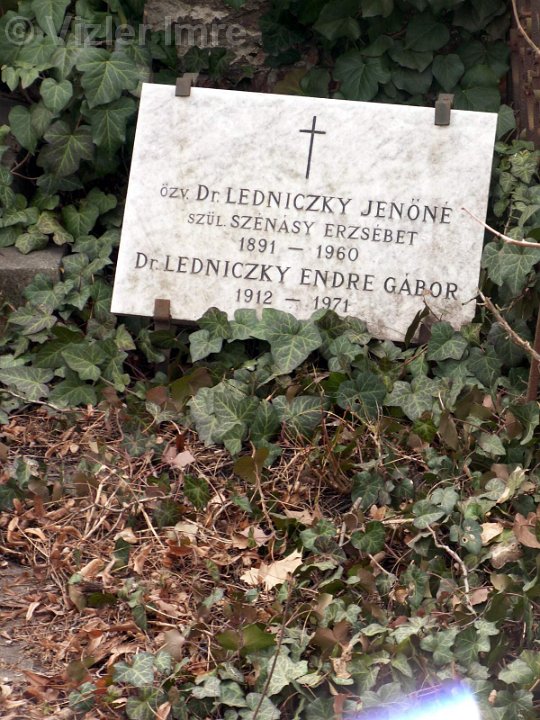 © Vizler Imre
ÖZV. Dr. LEDNICZKY JENŐNÉ
SZÜL. SZÉNÁSY ERZSÉBET
1891 – 1960
Dr. LEDNICZKY ENDRE GÁBOR
1912 – 1971